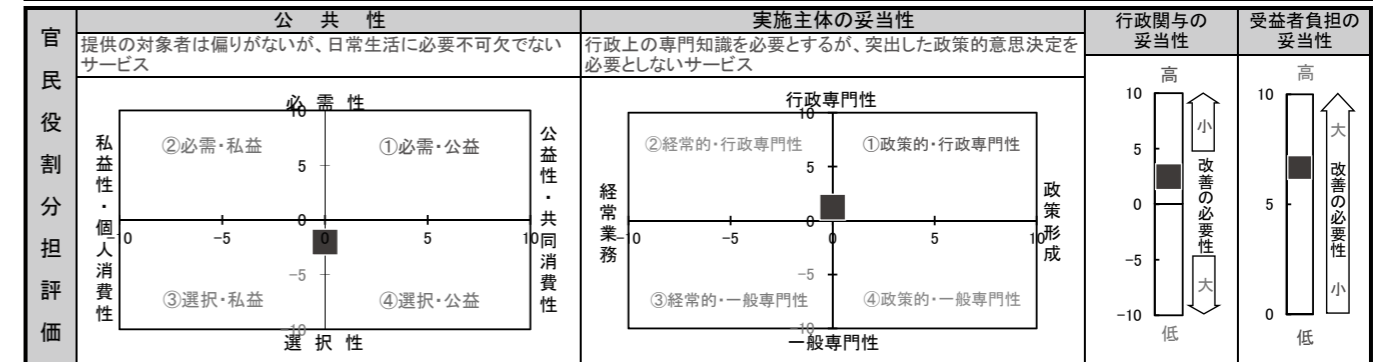 官民役割分担評価
公　共　性
提供の対象者は偏りがないが、日常生活に必要不可欠でない
サービス
必 需 性
私益性・個人消費性
公益性・共同消費性
②必需・私益
①必需・公益
③選択・私益
④選択・公益
10
5
0
-5
-10
-10
-5
0
5
10
選 択 性
実施主体の妥当性
行政上の専門知識を必要とするが、突出した政策的意思決定を
必要としないサービス
行政専門性
経常業務
政策形成
②経常的・行政専門性
①政策的・行政専門性
③経常的・一般専門性
④政策的・一般専門性
10
5
0
-5
-10
-10
-5
0
5
10
一般専門性
行政関与の
妥当性
高
10
5
0
-5
-10
小
改善の必要性
大
低
受益者負担の
妥当性
高
10
5
0
大
改善の必要性
小
低